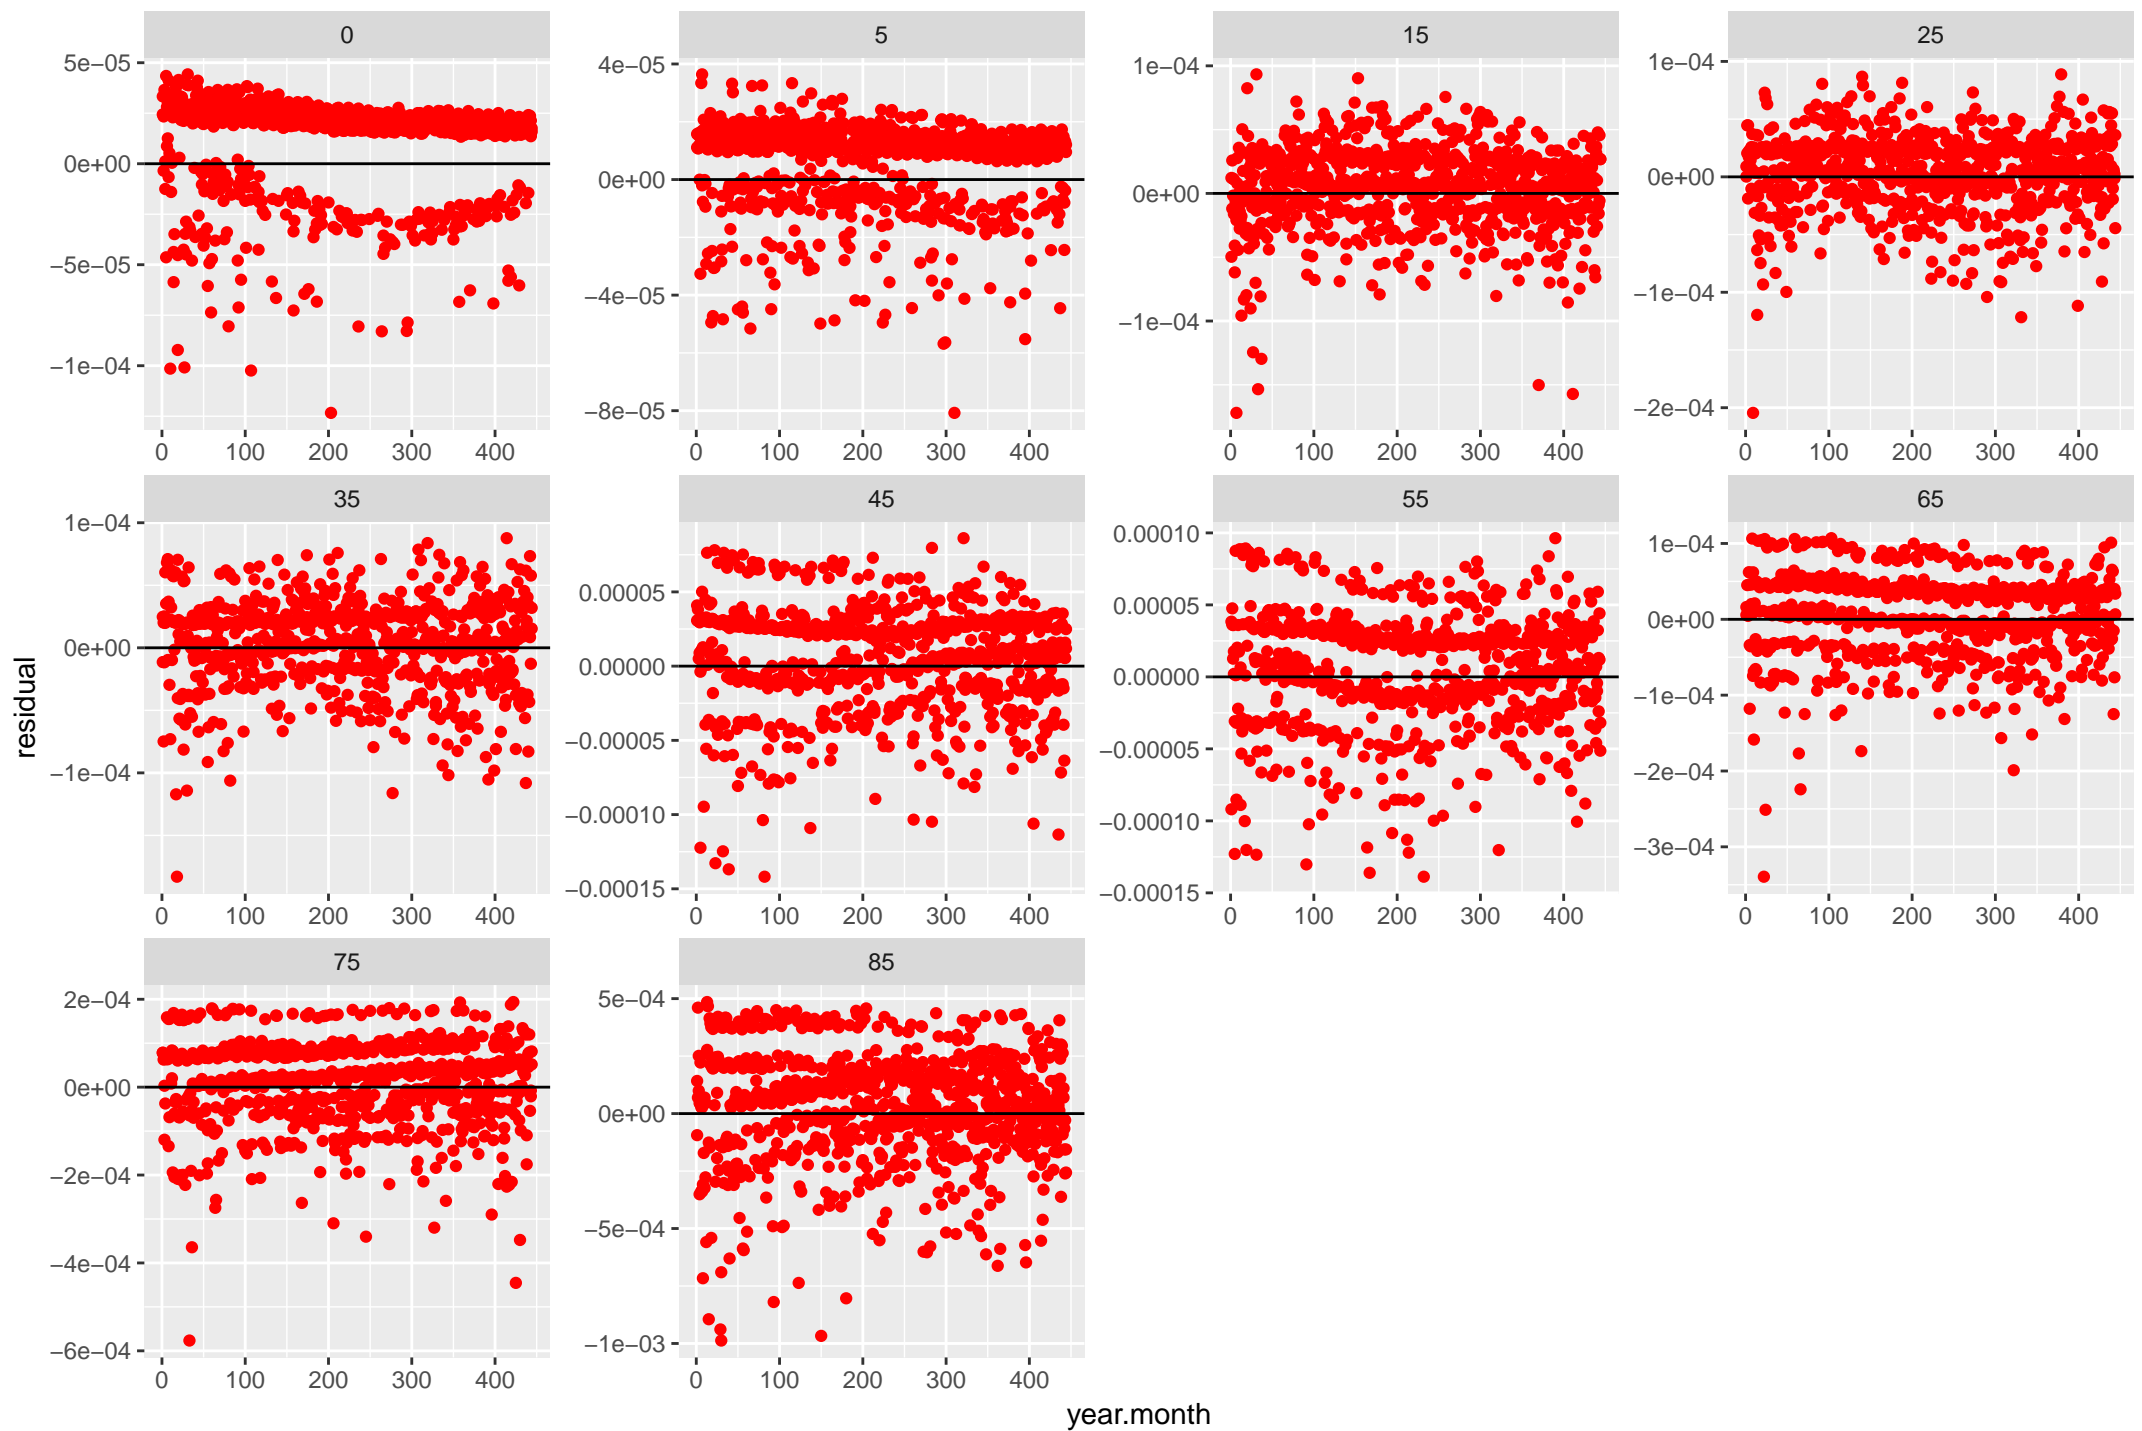 0 5 15 25
5e−05 4e−05 1e−04 1e−04
0e+00 0e+00 0e+00 0e+00
−5e−05 −4e−05 −1e−04 −1e−04
−1e−04 −8e−05 −2e−04
0 100 200 300 400 0 100 200 300 400 0 100 200 300 400 0 100 200 300 400
35 45 55 65
1e−04 0.00005 0.00010 1e−04
0e+00 0.00000 0.00005 0e+00
−1e−04 −0.00005 0.00000 −1e−04
−0.00010 −0.00005 −2e−04
−0.00015 −0.00010 −3e−04
−0.00015
0 100 200 300 400 0 100 200 300 400 0 100 200 300 400 0 100 200 300 400
residual
75 85
2e−04 5e−04
0e+00 0e+00
−2e−04 −5e−04
−4e−04 −1e−03
−6e−04
0 100 200 300 400 0 100 200 300 400
year.month